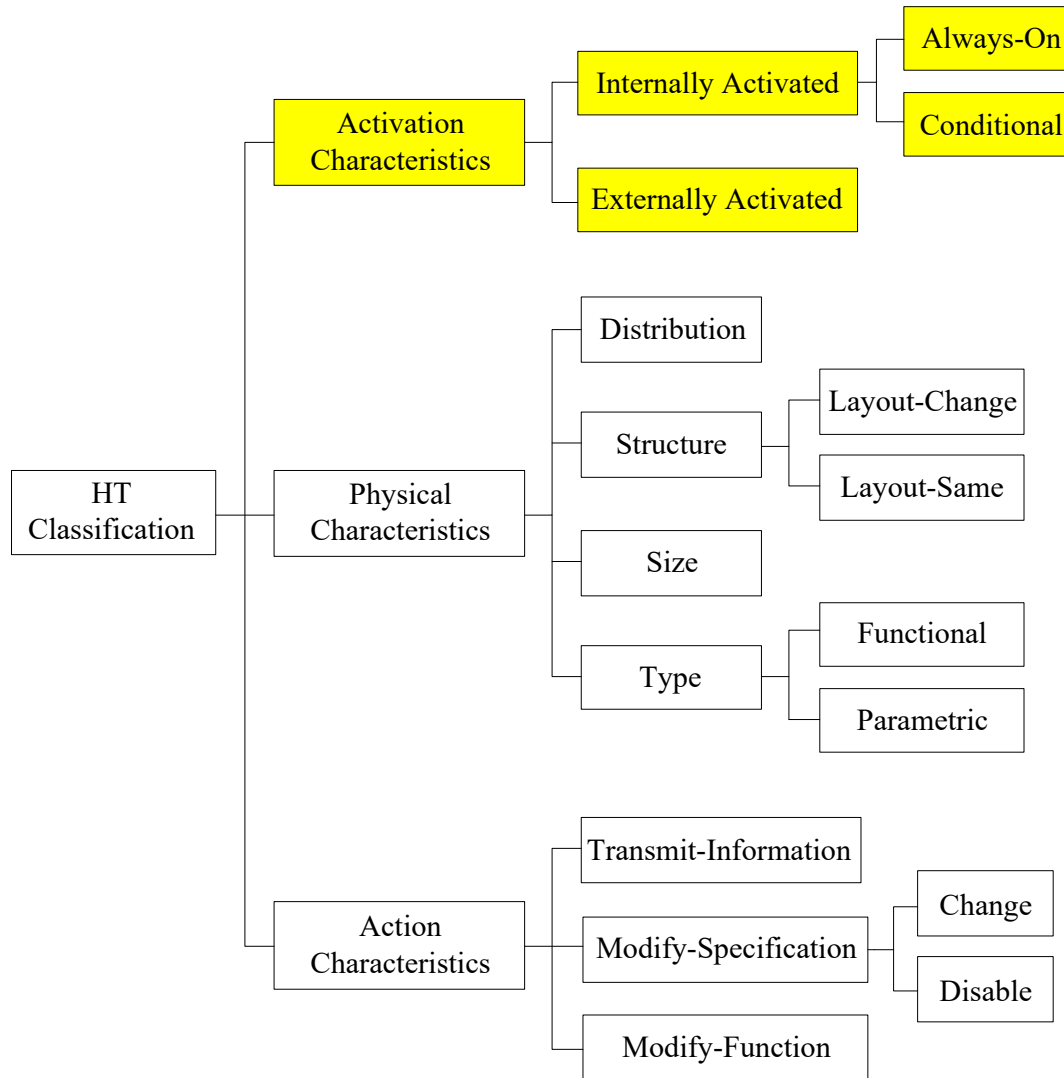 Always-On
Internally Activated
Activation
Characteristics
Conditional
Externally Activated
Distribution
Layout-Change
Structure
Layout-Same
HT
Classification
Physical
Characteristics
Size
Functional
Type
Parametric
Transmit-Information
Change
Action
Characteristics
Modify-Specification
Disable
Modify-Function